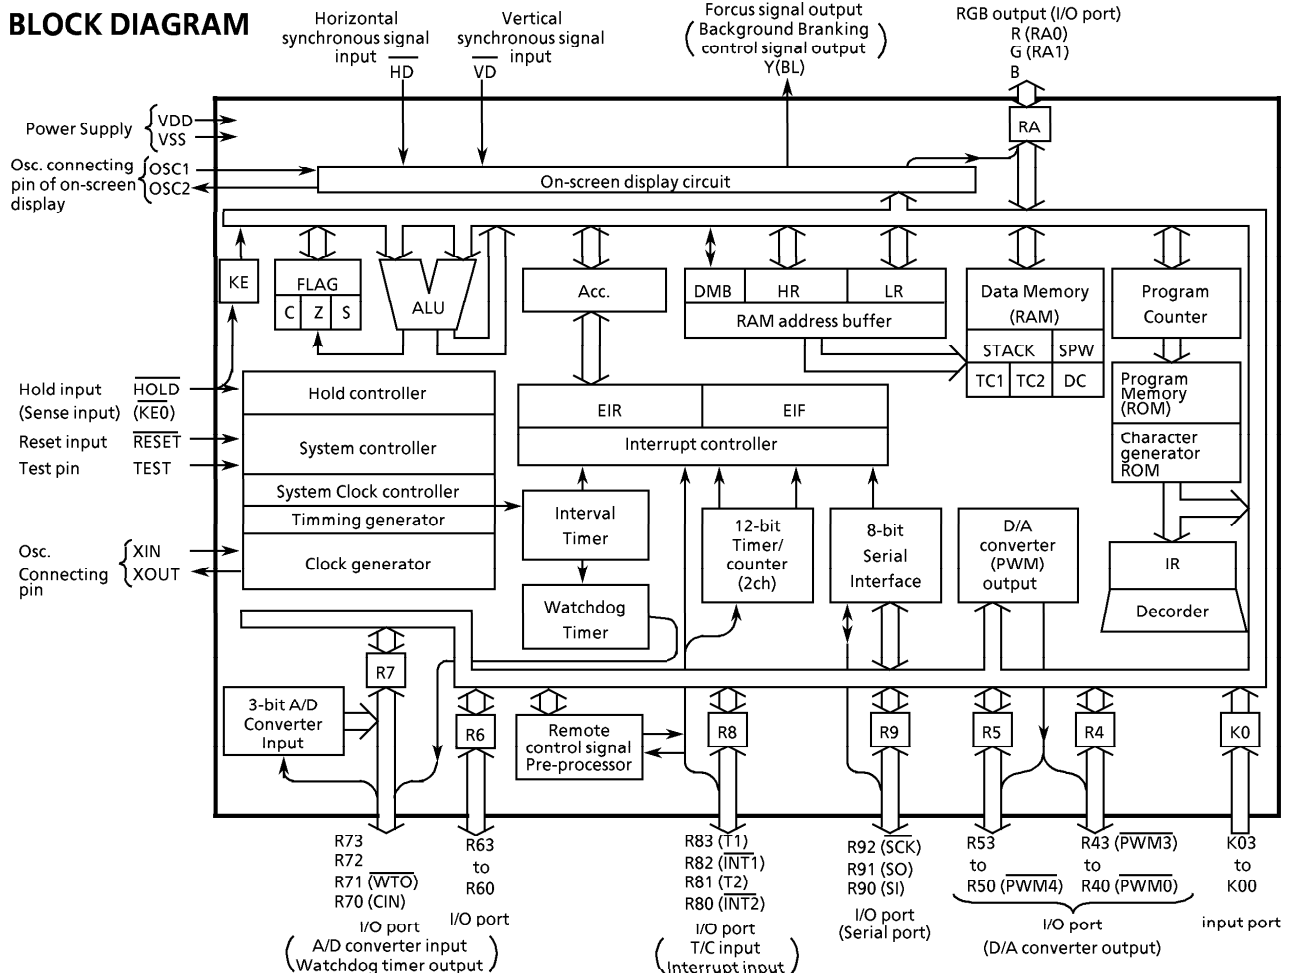 BLOCK DIAGRAM
Horizontal
synchronous signal
input
HD
Vertical
synchronous signal
input
VD
Forcus signal output
Background Branking
control signal output
Y(BL)
RGB output (I/O port)
R (RA0)
G (RA1)
B
Power Supply
VDD
VSS
RA
Osc. connecting
pin of on-screen
display
OSC1
OSC2
On-screen display circuit
KE
FLAG
C Z S
ALU
Acc.
DMB HR LR
RAM address buffer
Data Memory
(RAM)
STACK SPW
TC1 TC2 DC
Program
Counter
Program
Memory
(ROM)
Character
generator
ROM
Hold input HOLD
(Sense input) (KE0)
Reset input RESET
Test pin TEST
Hold controller
System controller
System Clock controller
Timming generator
Clock generator
EIR EIF
Interrupt controller
Interval
Timer
Watchdog
Timer
12-bit
Timer/
counter
(2ch)
8-bit
Serial
Interface
D/A
converter
(PWM)
output
IR
Decorder
Osc.
Connecting
pin
XIN
XOUT
R7
3-bit A/D
Converter
Input
R6
Remote
control signal
Pre-processor
R8
R9
R5
R4
K0
R73
R72
R71 (WTO)
R70 (CIN)
I/O port
A/D converter input
Watchdog timer output
R63
to
R60
I/O port
R83 (T1)
R82 (INT1)
R81 (T2)
R80 (INT2)
I/O port
T/C input
Interrupt input
R92 (SCK)
R91 (SO)
R90 (SI)
I/O port
(Serial port)
R53
to
R50 (PWM4)
R43 (PWM3)
to
R40 (PWM0)
I/O port
(D/A converter output)
K03
to
K00
input port